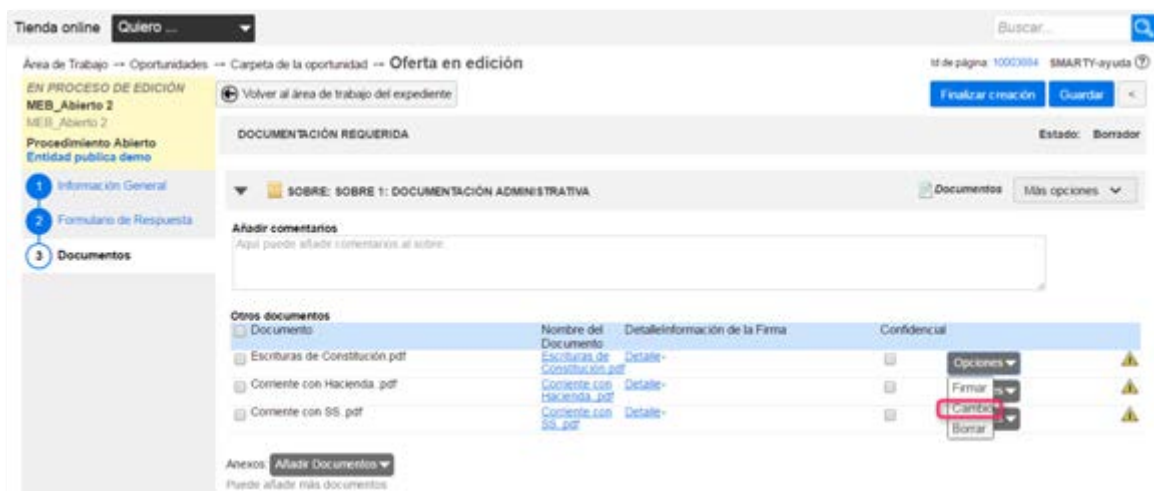 Tienda online Quiero ...
Buscar...
Área de Trabajo → Oportunidades → Carpeta de la oportunidad → Oferta en edición
Id de página: 10003084 SMARTY-ayuda ?
EN PROCESO DE EDICIÓN
MEB_Abierto 2
MEB_Abierto 2
Procedimiento Abierto
Entidad publica demo
Volver al área de trabajo del expediente
Finalizar creación Guardar <
DOCUMENTACIÓN REQUERIDA
Estado: Borrador
1 Información General
2 Formulario de Respuesta
3 Documentos
SOBRE: SOBRE 1: DOCUMENTACIÓN ADMINISTRATIVA
Documentos Más opciones
Añadir comentarios
Aquí puede añadir comentarios al sobre.
Otros documentos
Documento Nombre del Documento DetalleInformación de la Firma Confidencial
Escrituras de Constitución.pdf Escrituras de Constitución.pdf Detalle- Opciones
Corriente con Hacienda .pdf Corriente con Hacienda .pdf Detalle-
Corriente con SS .pdf Corriente con SS .pdf Detalle-
Firmar
Cambio
Borrar
Anexos: Añadir Documentos
Puede añadir más documentos